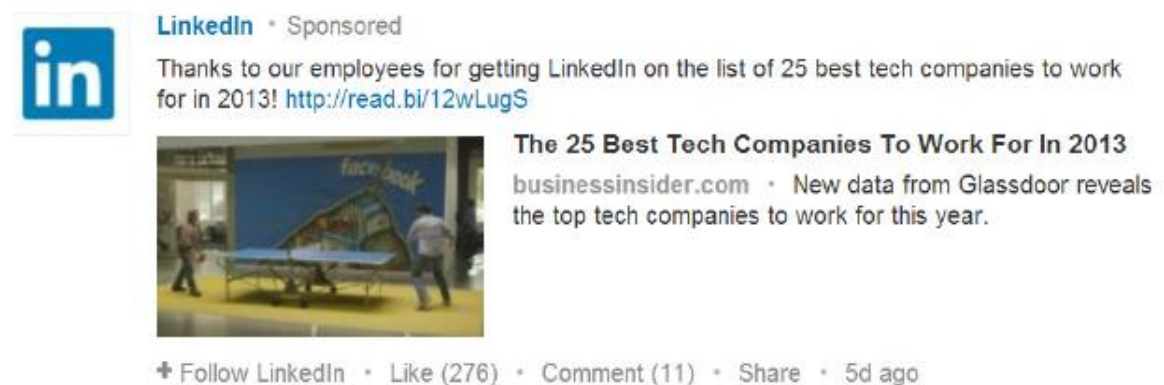 in
LinkedIn • Sponsored
Thanks to our employees for getting LinkedIn on the list of 25 best tech companies to work
for in 2013! http://read.bi/12wLugS
facebook
The 25 Best Tech Companies To Work For In 2013
businessinsider.com • New data from Glassdoor reveals
the top tech companies to work for this year.
+ Follow LinkedIn • Like (276) • Comment (11) • Share • 5d ago